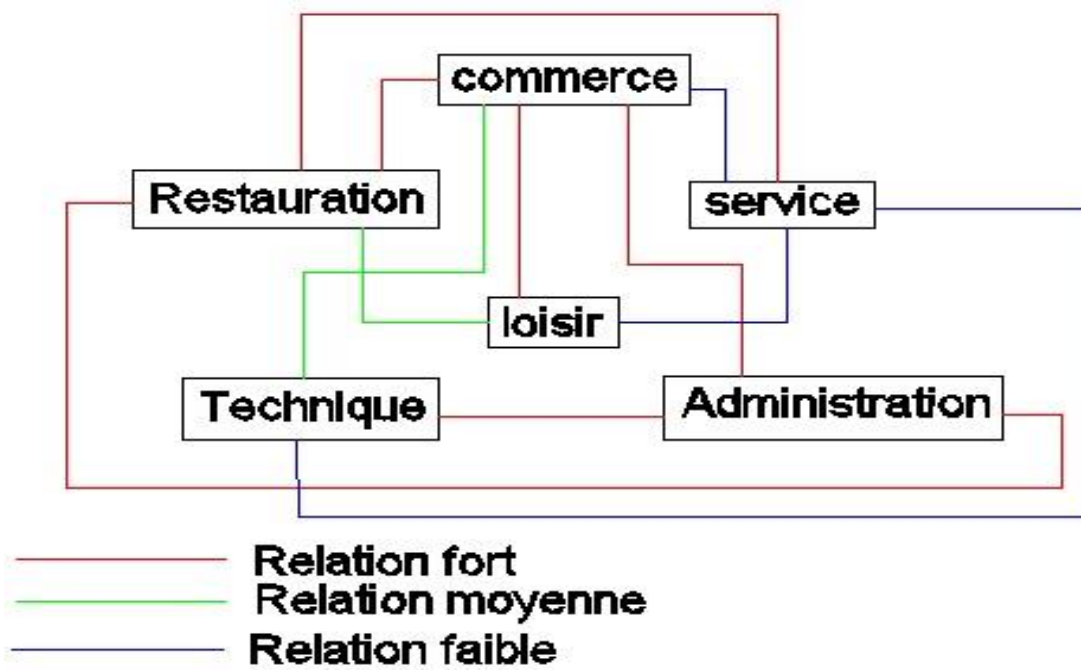 commerce
Restauration
service
loisir
Technique
Administration
Relation fort
Relation moyenne
Relation faible